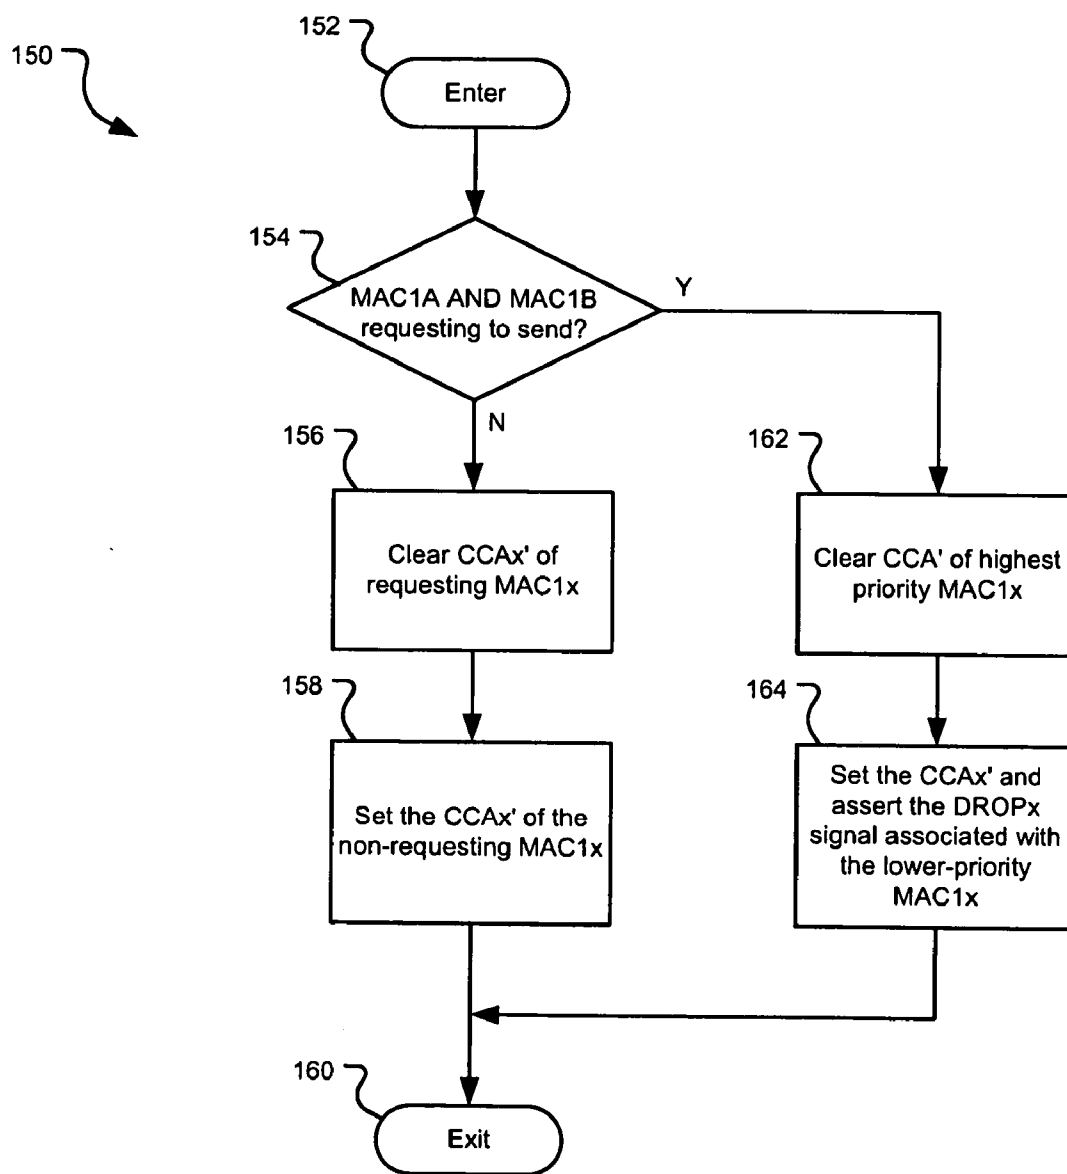 150
152
Enter
154
MAC1A AND MAC1B
requesting to send?
Y
N
156
Clear CCAx' of
requesting MAC1x
162
Clear CCA' of highest
priority MAC1x
158
Set the CCAx' of the
non-requesting MAC1x
164
Set the CCAx' and
assert the DROPx
signal associated with
the lower-priority
MAC1x
160
Exit